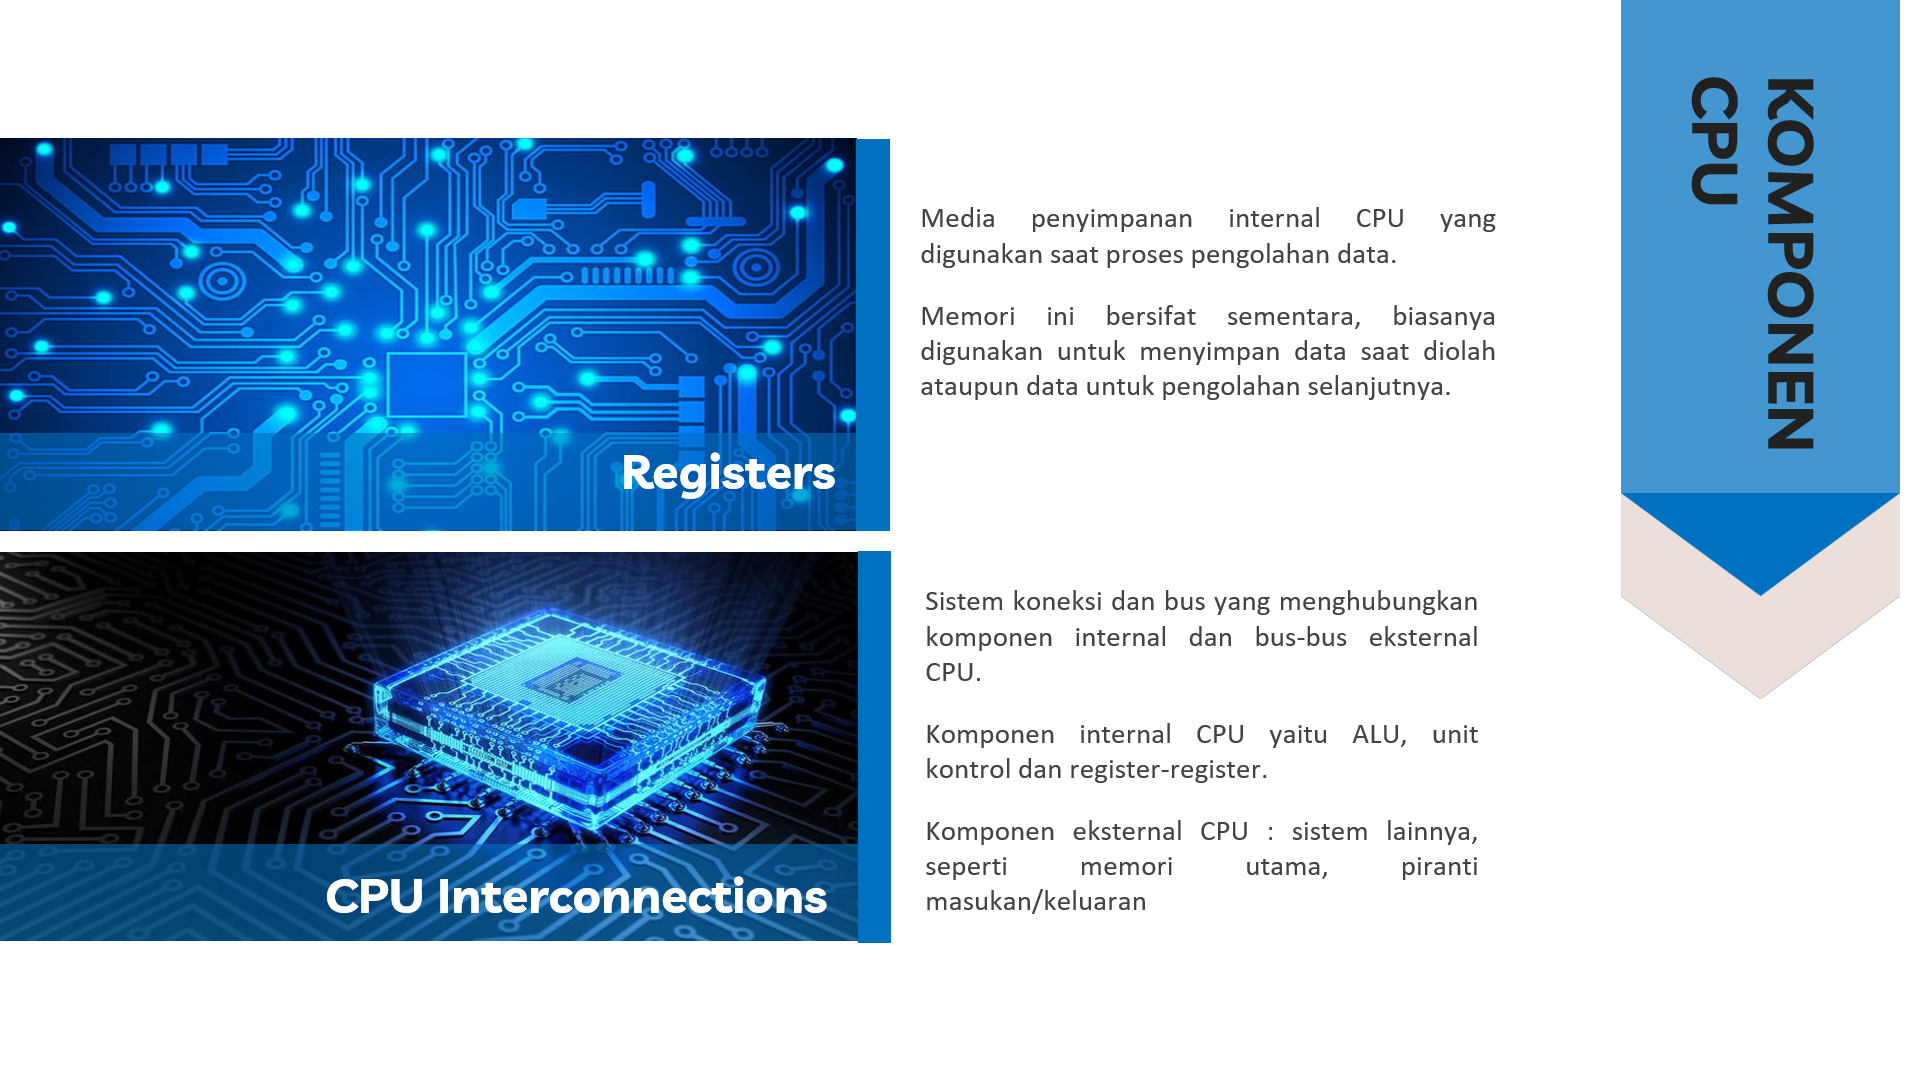 KOMPONEN
CPU
Registers
Media penyimpanan internal CPU yang
digunakan saat proses pengolahan data.
Memori ini bersifat sementara, biasanya
digunakan untuk menyimpan data saat diolah
ataupun data untuk pengolahan selanjutnya.
CPU Interconnections
Sistem koneksi dan bus yang menghubungkan
komponen internal dan bus-bus eksternal
CPU.
Komponen internal CPU yaitu ALU, unit
kontrol dan register-register.
Komponen eksternal CPU : sistem lainnya,
seperti memori utama, piranti
masukan/keluaran